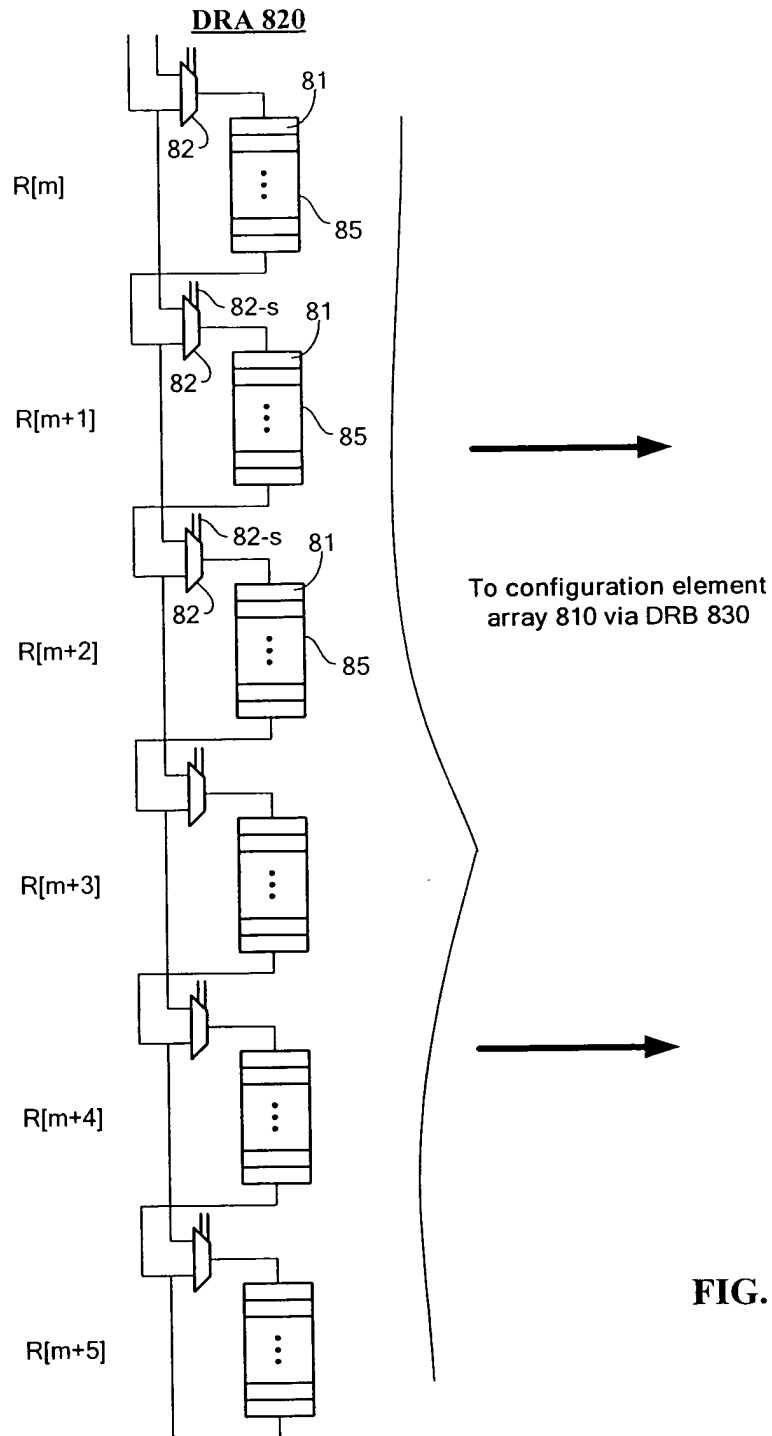 DRA 820
81
82
R[m]
85
82-s
81
82
R[m+1]
85
82-s
81
82
To configuration element
array 810 via DRB 830
R[m+2]
85
R[m+3]
R[m+4]
FIG.
R[m+5]